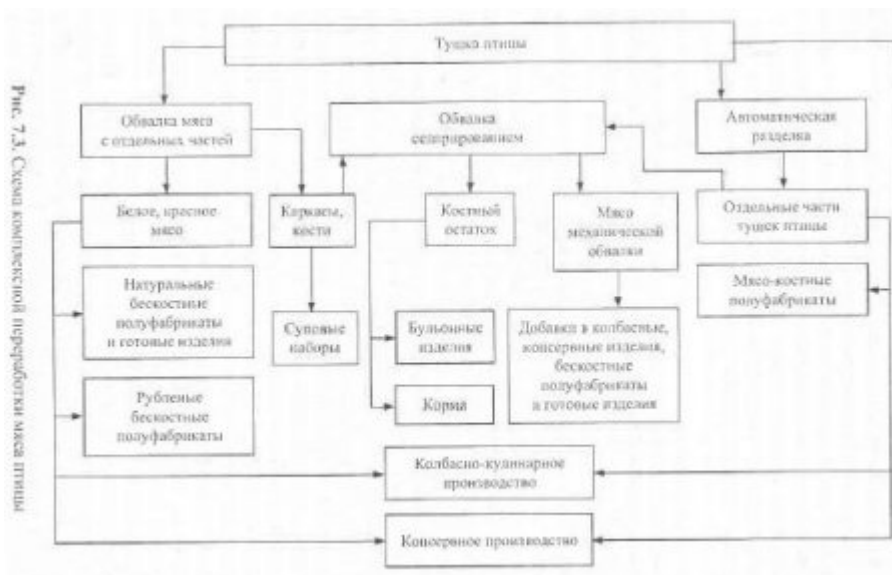 Тушка птицы
Обвалка мяса
с отдельных частей
Обвалка
сепарированием
Автоматическая
разделка
Белое, красное
мясо
Каркасы,
кости
Костный
остаток
Мясо
механической
обвалки
Отдельные части
тушек птицы
Натуральные
бескостные
полуфабрикаты
и готовые изделия
Суповые
наборы
Бульонные
изделия
Добавка в колбасные,
консервные изделия,
бескостные
полуфабрикаты
и готовые изделия
Мясо-костные
полуфабрикаты
Рубленые
бескостные
полуфабрикаты
Корма
Колбасно-кулинарное
производство
Консервное производство
Рис. 7.3. Схема комплексной переработки мяса птицы